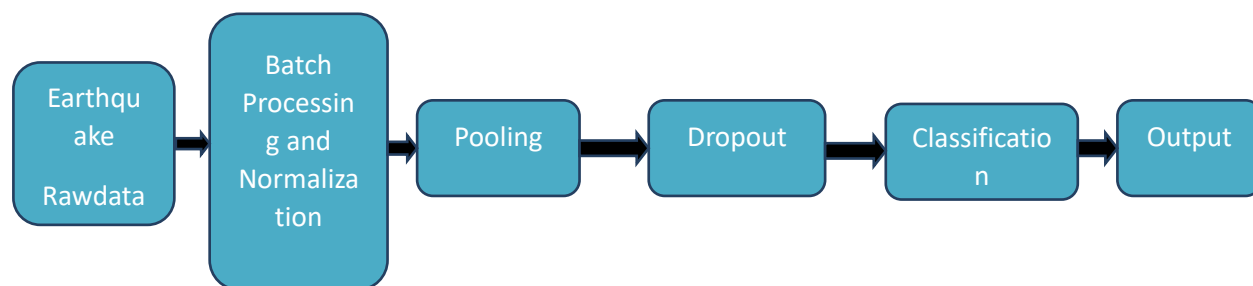 Earthqu
ake
Rawdata
Batch
Processin
g and
Normaliza
tion
Pooling
Dropout
Classificatio
n
Output